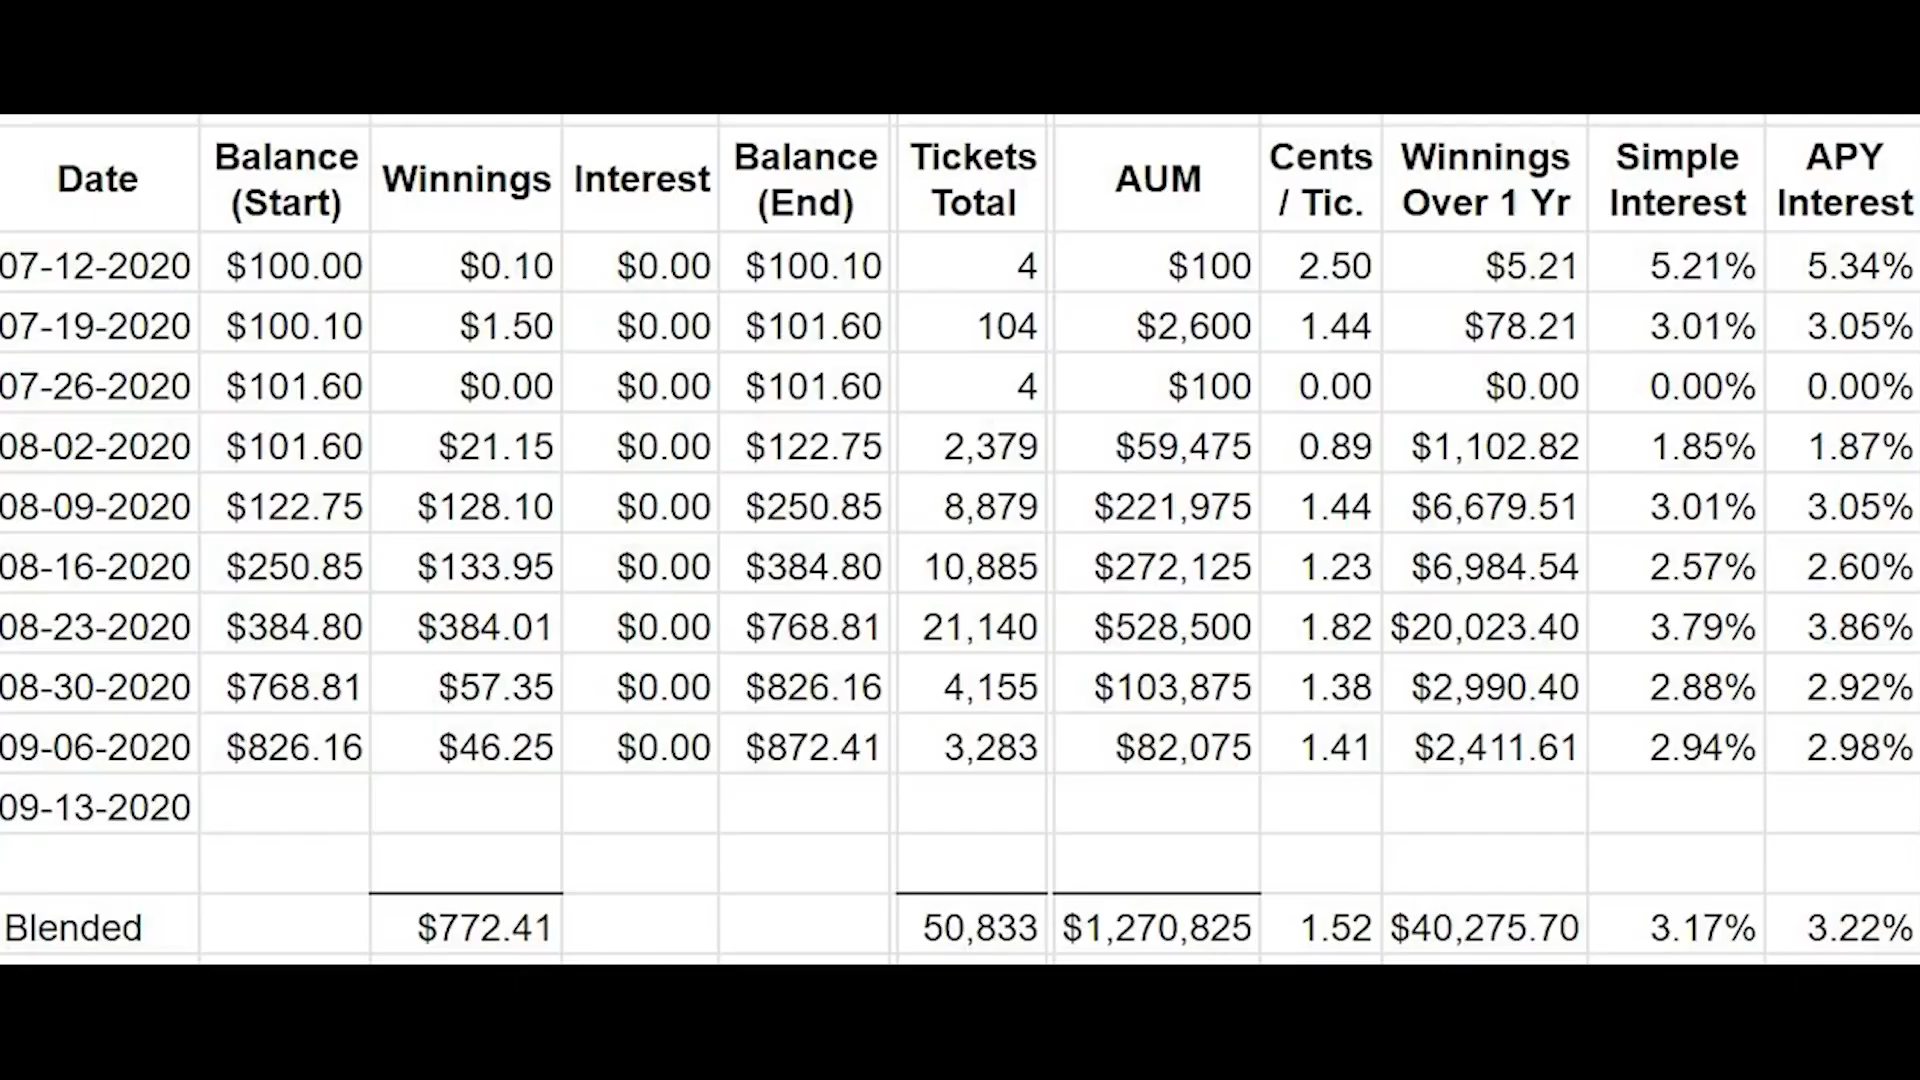 Date Balance (Start) Winnings Interest Balance (End) Tickets Total AUM Cents / Tic. Winnings Over 1 Yr Simple Interest APY Interest
07-12-2020 $100.00 $0.10 $0.00 $100.10 4 $100 2.50 $5.21 5.21% 5.34%
07-19-2020 $100.10 $1.50 $0.00 $101.60 104 $2,600 1.44 $78.21 3.01% 3.05%
07-26-2020 $101.60 $0.00 $0.00 $101.60 4 $100 0.00 $0.00 0.00% 0.00%
08-02-2020 $101.60 $21.15 $0.00 $122.75 2,379 $59,475 0.89 $1,102.82 1.85% 1.87%
08-09-2020 $122.75 $128.10 $0.00 $250.85 8,879 $221,975 1.44 $6,679.51 3.01% 3.05%
08-16-2020 $250.85 $133.95 $0.00 $384.80 10,885 $272,125 1.23 $6,984.54 2.57% 2.60%
08-23-2020 $384.80 $384.01 $0.00 $768.81 21,140 $528,500 1.82 $20,023.40 3.79% 3.86%
08-30-2020 $768.81 $57.35 $0.00 $826.16 4,155 $103,875 1.38 $2,990.40 2.88% 2.92%
09-06-2020 $826.16 $46.25 $0.00 $872.41 3,283 $82,075 1.41 $2,411.61 2.94% 2.98%
09-13-2020
Blended $772.41 50,833 $1,270,825 1.52 $40,275.70 3.17% 3.22%